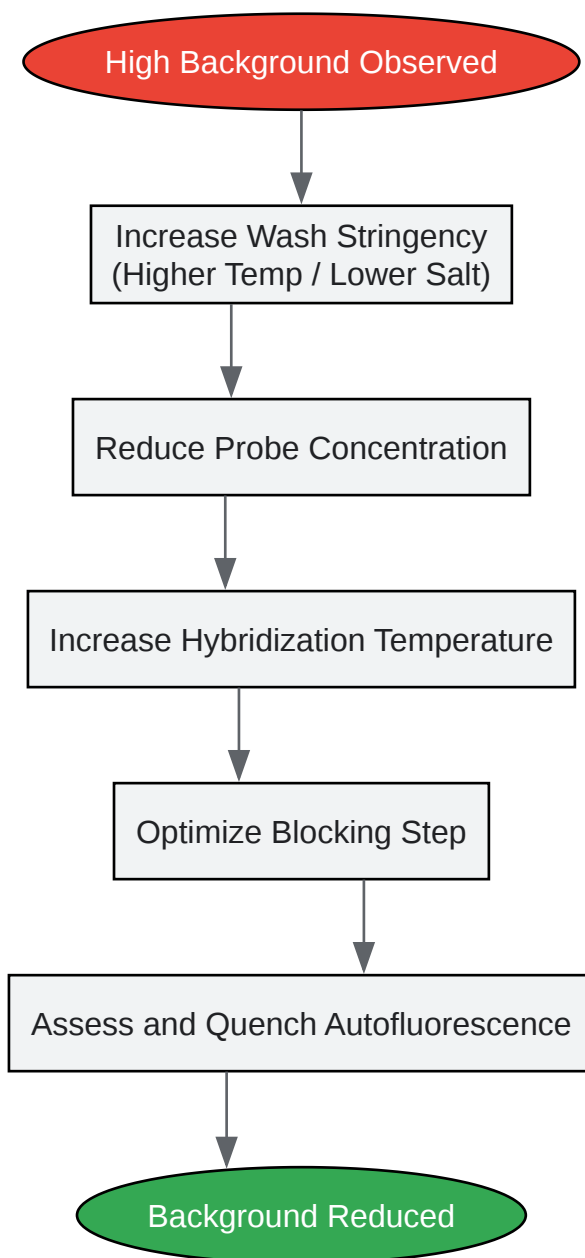 High Background Observed
Increase Wash Stringency
(Higher Temp / Lower Salt)
Reduce Probe Concentration
Increase Hybridization Temperature
Optimize Blocking Step
Assess and Quench Autofluorescence
Background Reduced